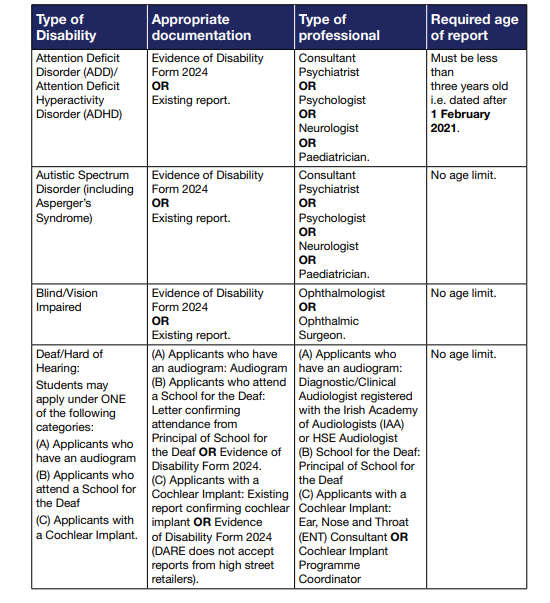 Type of
Disability
Appropriate
documentation
Type of
professional
Required age
of report
Attention Deficit
Disorder (ADD)/
Attention Deficit
Hyperactivity
Disorder (ADHD)
Evidence of Disability
Form 2024
OR
Existing report.
Consultant
Psychiatrist
OR
Psychologist
OR
Neurologist
OR
Paediatrician.
Must be less
than
three years old
i.e. dated after
1 February
2021.
Autistic Spectrum
Disorder (including
Asperger’s
Syndrome)
Evidence of Disability
Form 2024
OR
Existing report.
Consultant
Psychiatrist
OR
Psychologist
OR
Neurologist
OR
Paediatrician.
No age limit.
Blind/Vision
Impaired
Evidence of Disability
Form 2024
OR
Existing report.
Ophthalmologist
OR
Ophthalmic
Surgeon.
No age limit.
Deaf/Hard of
Hearing:
Students may
apply under ONE
of the following
categories:
(A) Applicants who
have an audiogram
(B) Applicants who
attend a School for
the Deaf
(C) Applicants with
a Cochlear Implant.
(A) Applicants who have
an audiogram: Audiogram
(B) Applicants who attend
a School for the Deaf:
Letter confirming
attendance from
Principal of School for
the Deaf OR Evidence of
Disability Form 2024.
(C) Applicants with a
Cochlear Implant: Existing
report confirming cochlear
implant OR Evidence
of Disability Form 2024
(DARE does not accept
reports from high street
retailers).
(A) Applicants who
have an audiogram:
Diagnostic/Clinical
Audiologist registered
with the Irish Academy
of Audiologists (IAA)
or HSE Audiologist
(B) School for the Deaf:
Principal of School for
the Deaf
(C) Applicants with a
Cochlear Implant:
Ear, Nose and Throat
(ENT) Consultant OR
Cochlear Implant
Programme
Coordinator
No age limit.